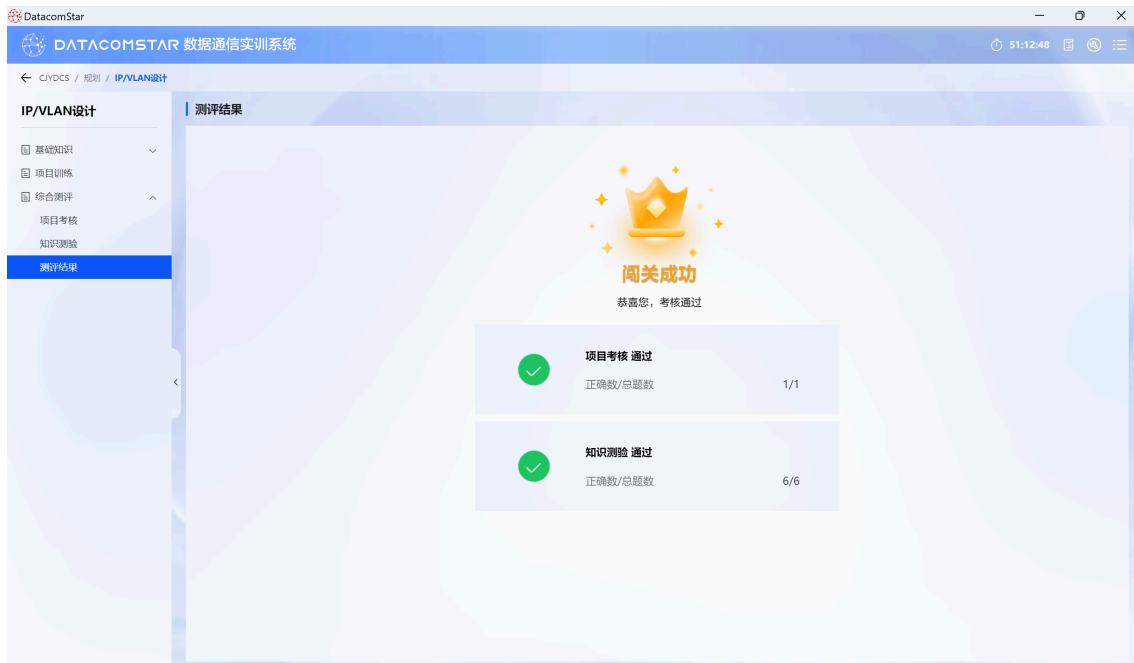 DatacomStar
DATACOMSTAR 数据通信实训系统
51:12:48
CJYDCS / 规划 / IP/VLAN设计
IP/VLAN设计
基础知识
项目训练
综合测评
项目考核
知识测验
测评结果
测评结果
闯关成功
恭喜您，考核通过
项目考核 通过
正确数/总题数 1/1
知识测验 通过
正确数/总题数 6/6